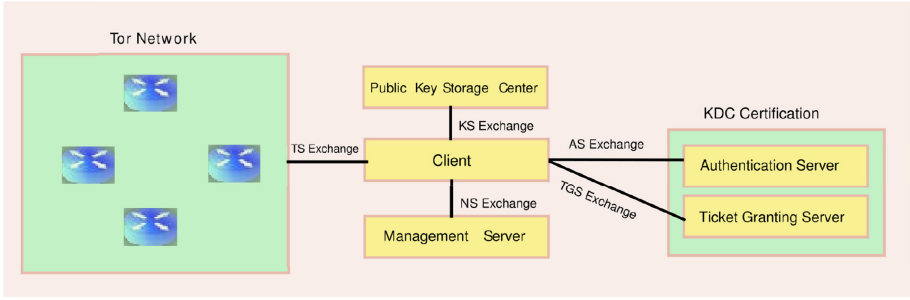 Tor Network
Public Key Storage Center
KDC Certification
KS Exchange
TS Exchange
Client
AS Exchange
Authentication Server
TGS Exchange
NS Exchange
Ticket Granting Server
Management Server